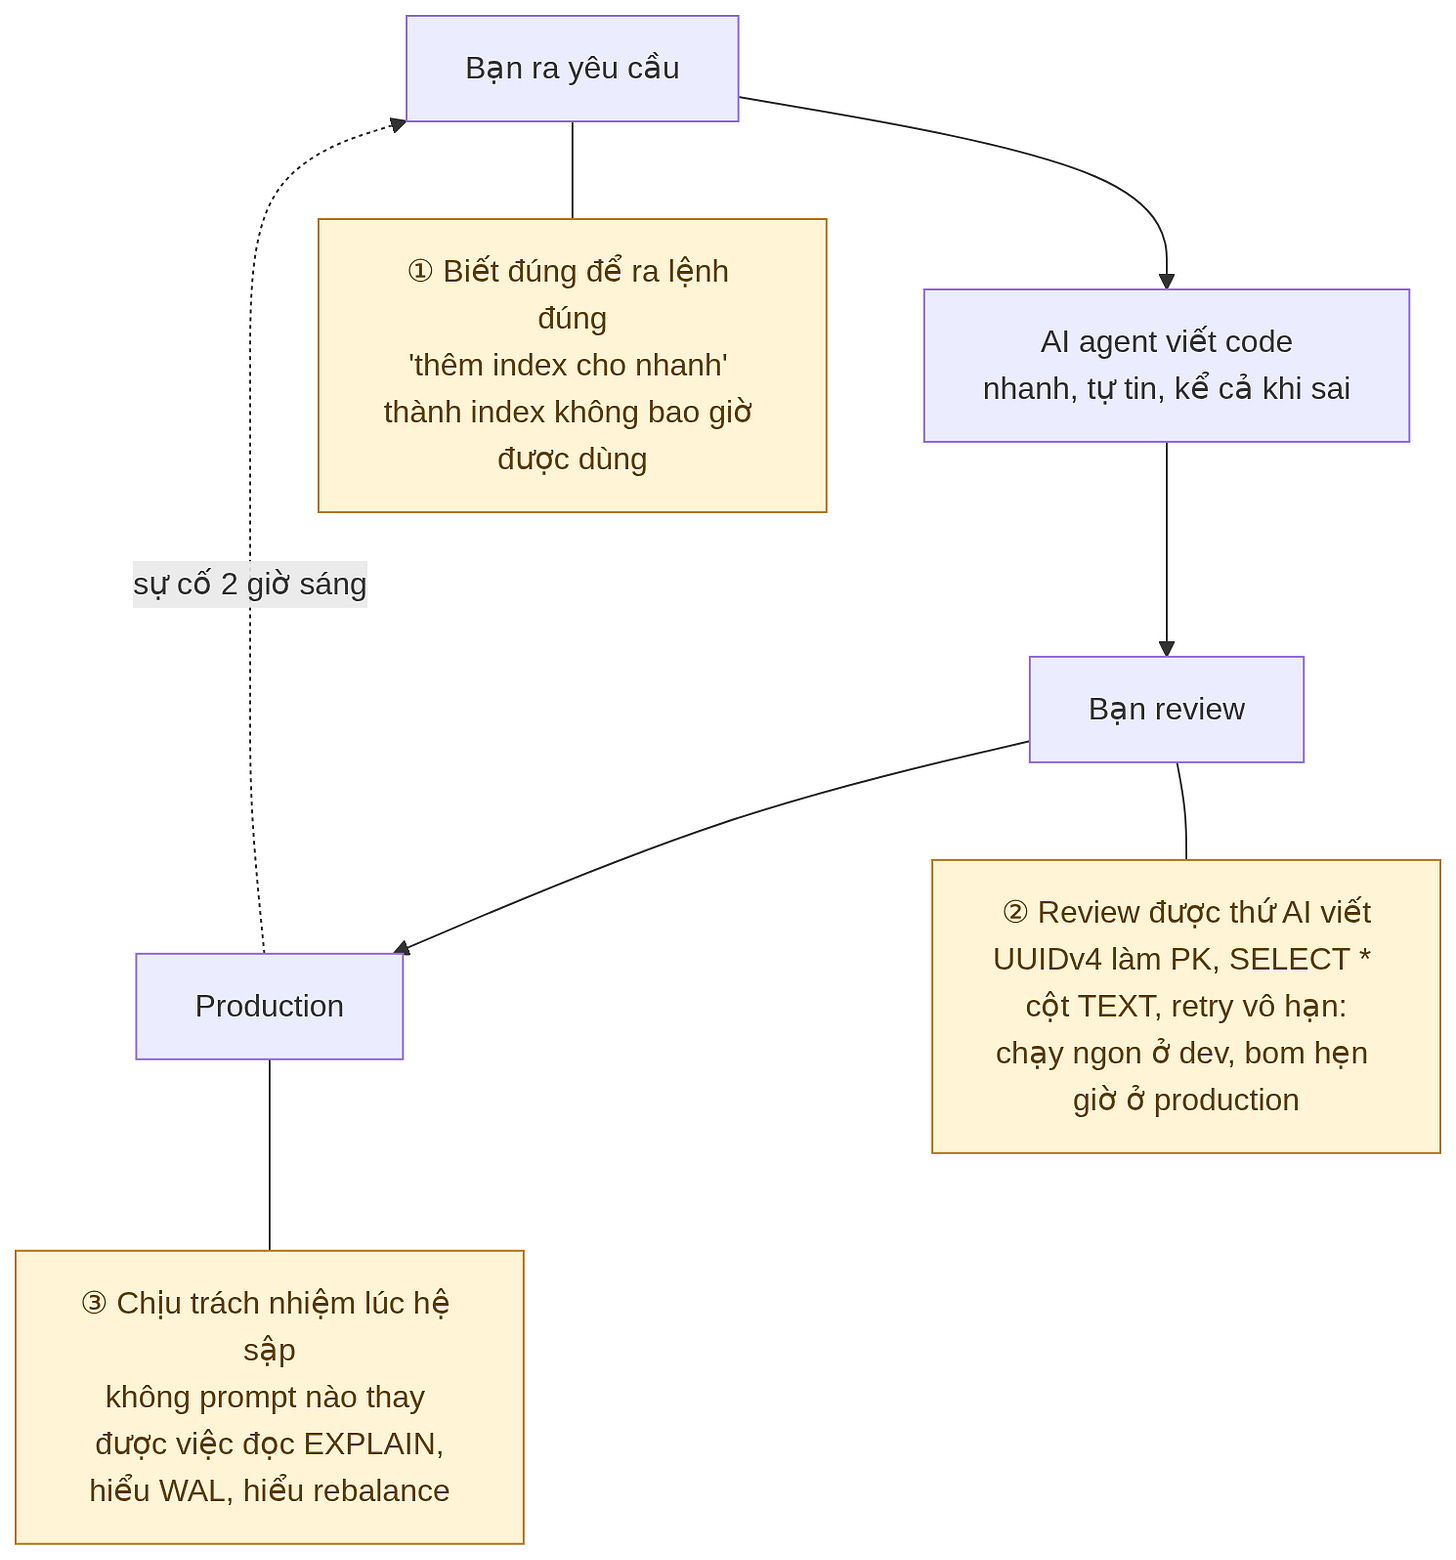 Bạn ra yêu cầu
① Biết đúng để ra lệnh
đúng
'thêm index cho nhanh'
thành index không bao giờ
được dùng
AI agent viết code
nhanh, tự tin, kể cả khi sai
sự cố 2 giờ sáng
Bạn review
② Review được thứ AI viết
UUIDv4 làm PK, SELECT *
cột TEXT, retry vô hạn:
chạy ngon ở dev, bom hẹn
giờ ở production
Production
③ Chịu trách nhiệm lúc hệ
sập
không prompt nào thay
được việc đọc EXPLAIN,
hiểu WAL, hiểu rebalance